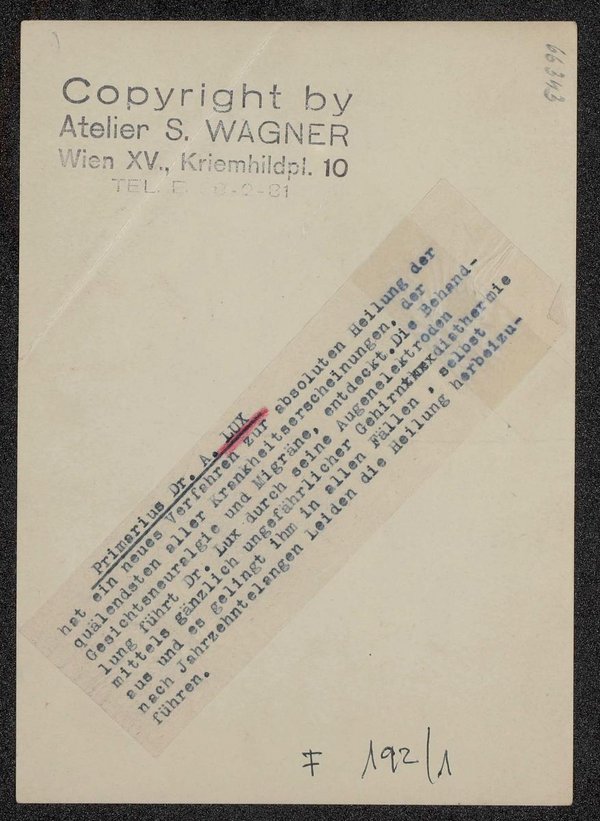 Copyright by
Atelier S. WAGNER
Wien XV., Kriemhildpl. 10
TEL.
66343
Primarius Dr. A. LUX
hat ein neues Verfahren zur absoluten Heilung der
quälendsten aller Krankheitserscheinungen, der
Gesichtsneuralgie und Migräne, entdeckt.Die Behand-
lung führt Dr. Lux durch seine Augenelektroden
mittels gänzlich ungefährlicher Gehirndiathermie
aus und es gelingt ihm in allen Fällen , selbst
nach Jahrzehntelangen Leiden die Heilung herbeizu-
führen.
F 192/1